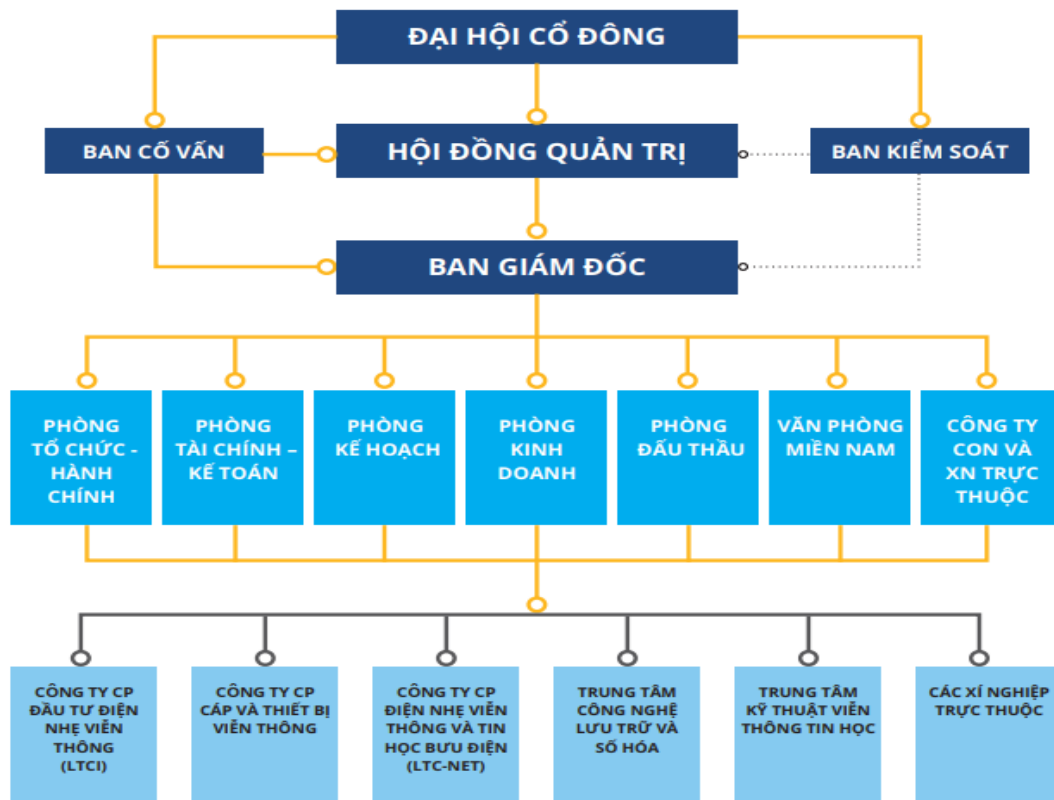 ĐẠI HỘI CỔ ĐÔNG
BAN CỐ VẤN
HỘI ĐỒNG QUẢN TRỊ
BAN KIỂM SOÁT
BAN GIÁM ĐỐC
PHÒNG
TỔ CHỨC -
HÀNH
CHÍNH
PHÒNG
TÀI CHÍNH –
KẾ TOÁN
PHÒNG
KẾ HOẠCH
PHÒNG
KINH
DOANH
PHÒNG
ĐẤU THẦU
VĂN PHÒNG
MIỀN NAM
CÔNG TY
CON VÀ
XN TRỰC
THUỘC
CÔNG TY CP
ĐẦU TƯ ĐIỆN
NHẸ VIỄN
THÔNG
(LTCI)
CÔNG TY CP
CÁP VÀ THIẾT BỊ
VIỄN THÔNG
CÔNG TY CP
ĐIỆN NHẸ VIỄN
THÔNG VÀ TIN
HỌC BƯU ĐIỆN
(LTC-NET)
TRUNG TÂM
CÔNG NGHỆ
LƯU TRỮ VÀ
SỐ HÓA
TRUNG TÂM
KỸ THUẬT VIỄN
THÔNG TIN HỌC
CÁC XÍ NGHIỆP
TRỰC THUỘC